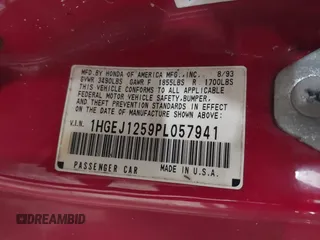 MFD. BY HONDA OF AMERICA MFG.,INC. 8/93
GVWR 3490LBS GAWR F 1855LBS R 1700LBS
THIS VEHICLE CONFORMS TO ALL APPLICABLE
FEDERAL MOTOR VEHICLE SAFETY,BUMPER,
AND THEFT PREVENTION STANDARDS IN EFFECT
ON THE DATE OF MANUFACTURE SHOWN ABOVE.
V.I.N. 1HGEJ1259PL057941
PASSENGER CAR MADE IN U.S.A.
DREAMBID